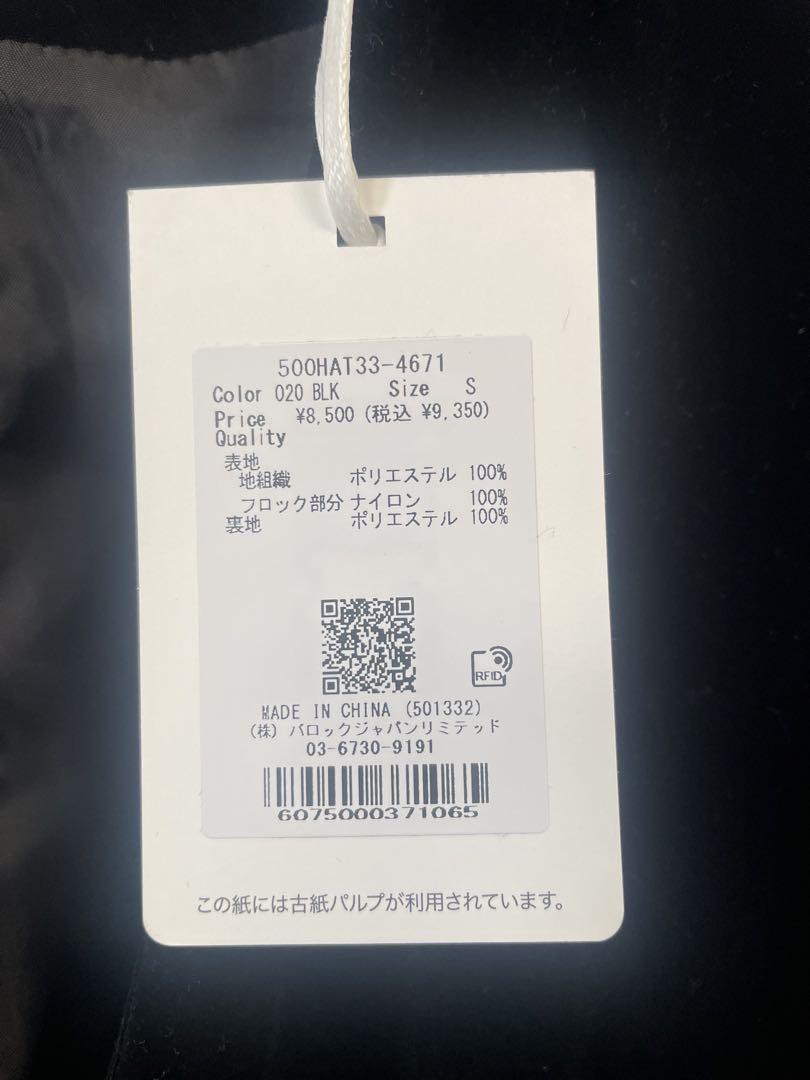 500HAT33-4671
Color 020 BLK Size S
Price ¥8,500 (税込 ¥9,350)
Quality
表地
地組織 ポリエステル 100%
フロック部分 ナイロン 100%
裏地 ポリエステル 100%
RFID
MADE IN CHINA (501332)
(株) バロックジャパンリミテッド
03-6730-9191
6075000371065
この紙には古紙パルプが利用されています。